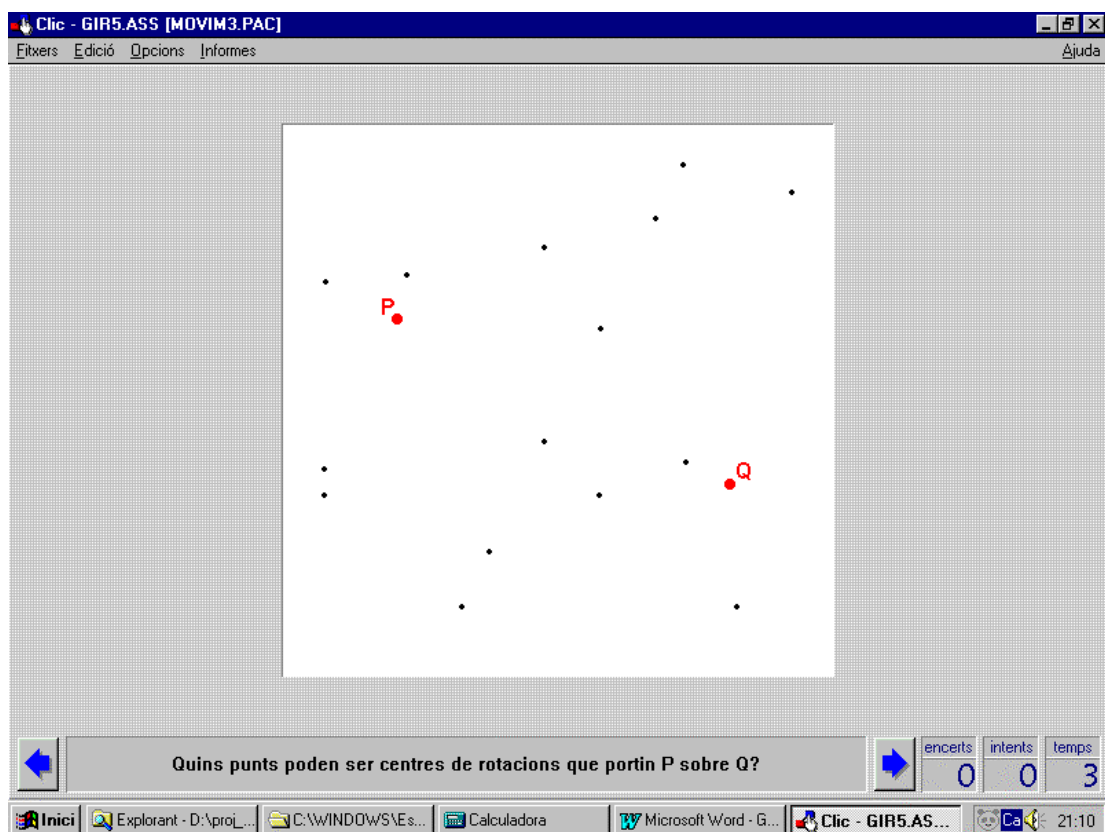 Clic - GIR5.ASS [MOVIM3.PAC]
Fitxers Edició Opcions Informes Ajuda
P
Q
Quins punts poden ser centres de rotacions que portin P sobre Q?
encerts intents temps
0 0 3
Inici Explorant - D:\proj_... C:\WINDOWS\Es... Calculadora Microsoft Word - G... Clic - GIR5.AS... Ca 21:10